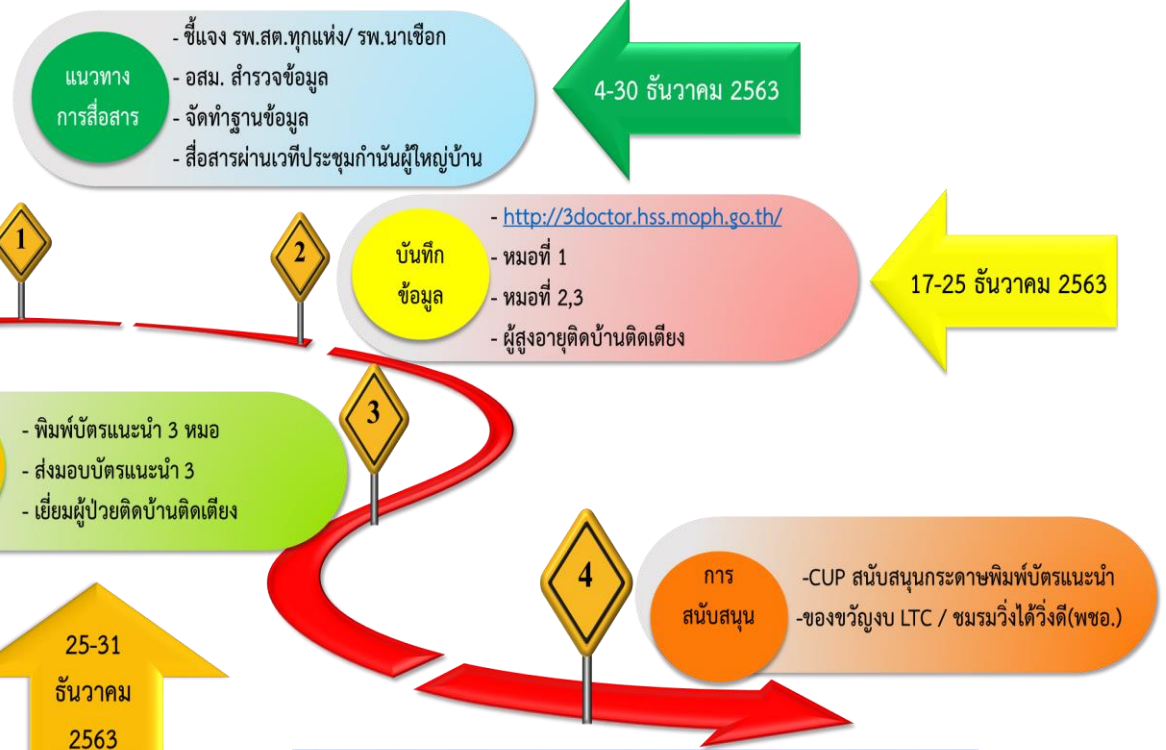 แนวทาง
การสื่อสาร
- ชี้แจง รพ.สต.ทุกแห่ง/ รพ.นาเชือก
- อสม. สำรวจข้อมูล
- จัดทำฐานข้อมูล
- สื่อสารผ่านเวทีประชุมกำนันผู้ใหญ่บ้าน
4-30 ธันวาคม 2563
1
2
บันทึก
ข้อมูล
- http://3doctor.hss.moph.go.th/
- หมอที่ 1
- หมอที่ 2,3
- ผู้สูงอายุติดบ้านติดเตียง
17-25 ธันวาคม 2563
3
- พิมพ์บัตรแนะนำ 3 หมอ
- ส่งมอบบัตรแนะนำ 3
- เยี่ยมผู้ป่วยติดบ้านติดเตียง
25-31
ธันวาคม
2563
4
การ
สนับสนุน
-CUP สนับสนุนกระดาษพิมพ์บัตรแนะนำ
-ของขวัญงบ LTC / ชมรมวิ่งได้วิ่งดี(พชอ.)